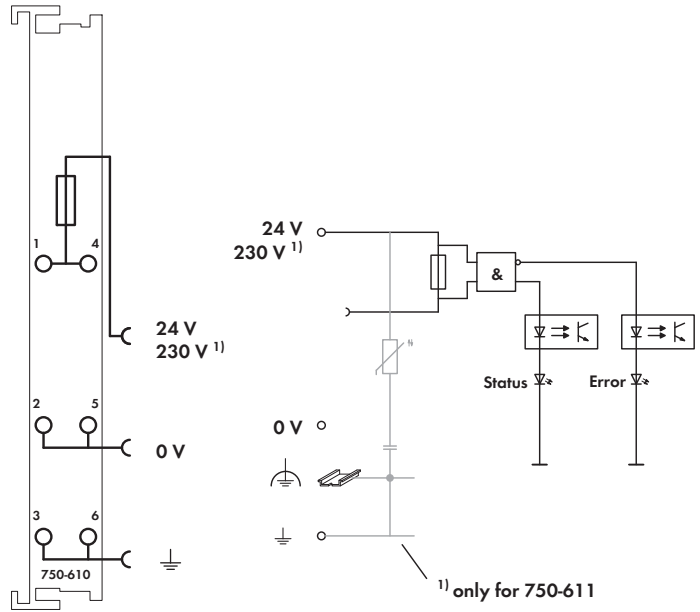 1 4
24 V
230 V 1)
2 5
0 V
3 6
750-610
24 V
230 V 1)
&
Status
Error
0 V
1) only for 750-611